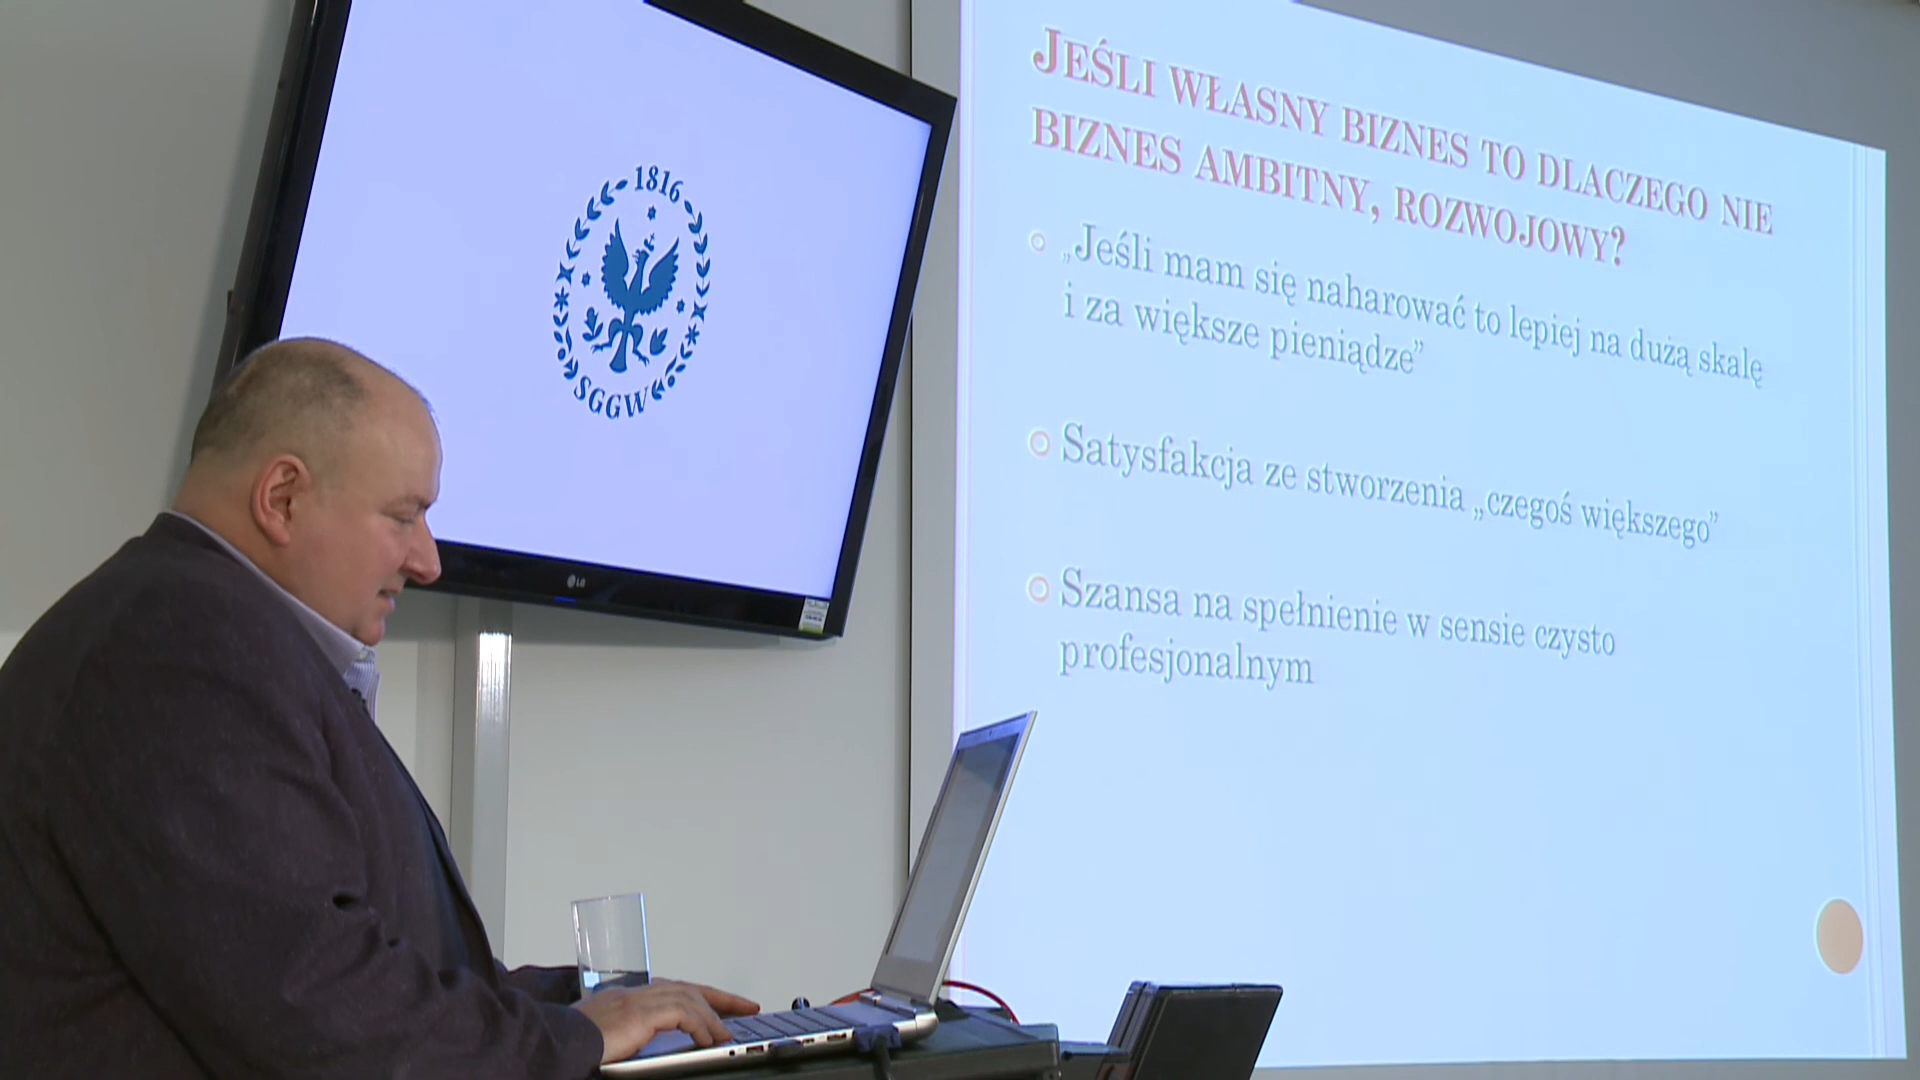 1816
SGGW
LG
JEŚLI WŁASNY BIZNES TO DLACZEGO NIE
BIZNES AMBITNY, ROZWOJOWY?
„Jeśli mam się naharować to lepiej na dużą skalę
i za większe pieniądze”
Satysfakcja ze stworzenia „czegoś większego”
Szansa na spełnienie w sensie czysto
profesjonalnym